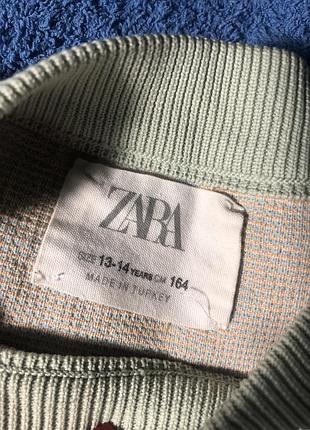 ZARA
SIZE 13-14 YEARS CM 164
MADE IN TURKEY